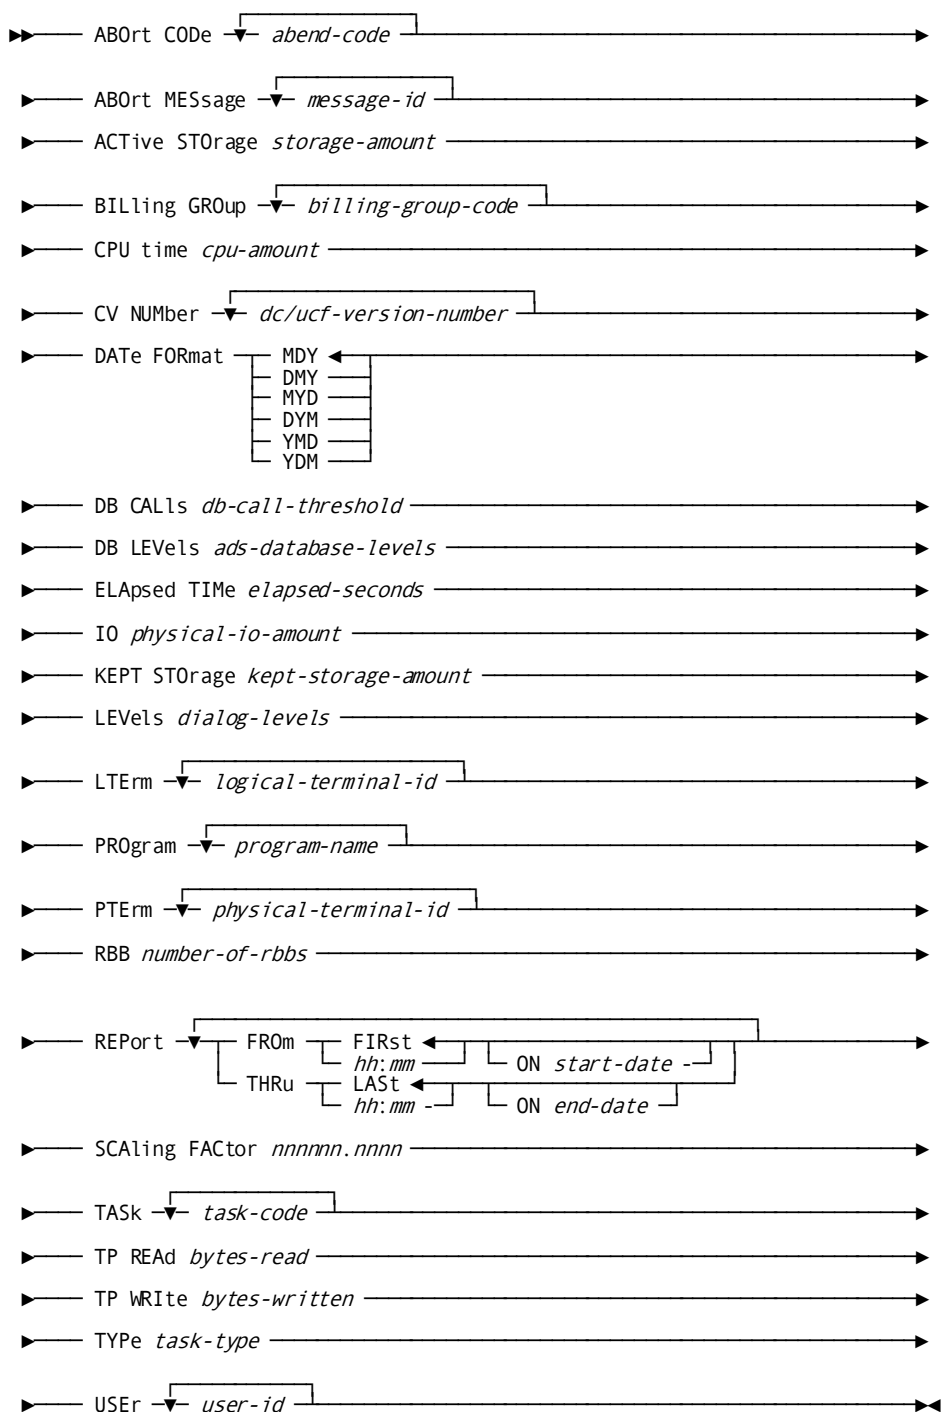 ABOrt CODe abend-code
ABOrt MESsage message-id
ACTive STOrage storage-amount
BILling GROup billing-group-code
CPU time cpu-amount
CV NUMber dc/ucf-version-number
DATe FORmat MDY
DMY
MYD
DYM
YMD
YDM
DB CALls db-call-threshold
DB LEVels ads-database-levels
ELApsed TIMe elapsed-seconds
IO physical-io-amount
KEPT STOrage kept-storage-amount
LEVels dialog-levels
LTErm logical-terminal-id
PROgram program-name
PTErm physical-terminal-id
RBB number-of-rbbs
REPort FROm FIRst
hh:mm ON start-date -
THRu LASt
hh:mm - ON end-date
SCAling FACtor nnnnnn.nnnn
TASk task-code
TP REAd bytes-read
TP WRIte bytes-written
TYPe task-type
USEr user-id